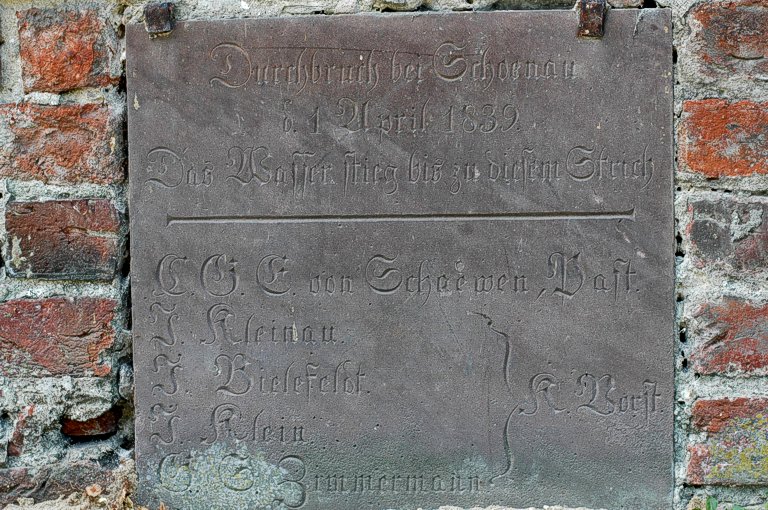 Durchbruch bei Schoenau
d. 1 April 1839.
Das Wasser stieg bis zu diesem Strich
C. G. E. von Schaewen, Past.
J. Kleinau.
J. Bielefeldt.
K. Vorst.
J. Klein.
G. G. Zimmermann